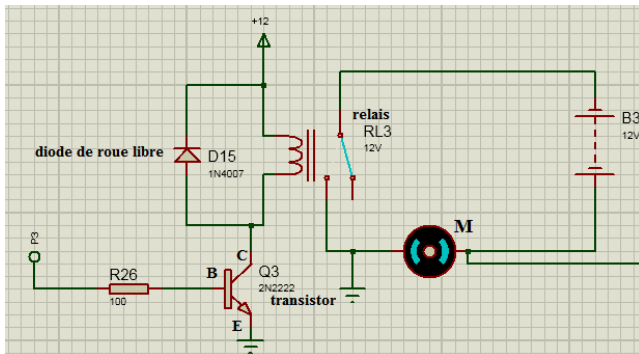 +12
relais
RL3
12V
B3
12V
diode de roue libre
D15
1N4007
M
P3
C
B
Q3
2N2222
R26
100
transistor
E